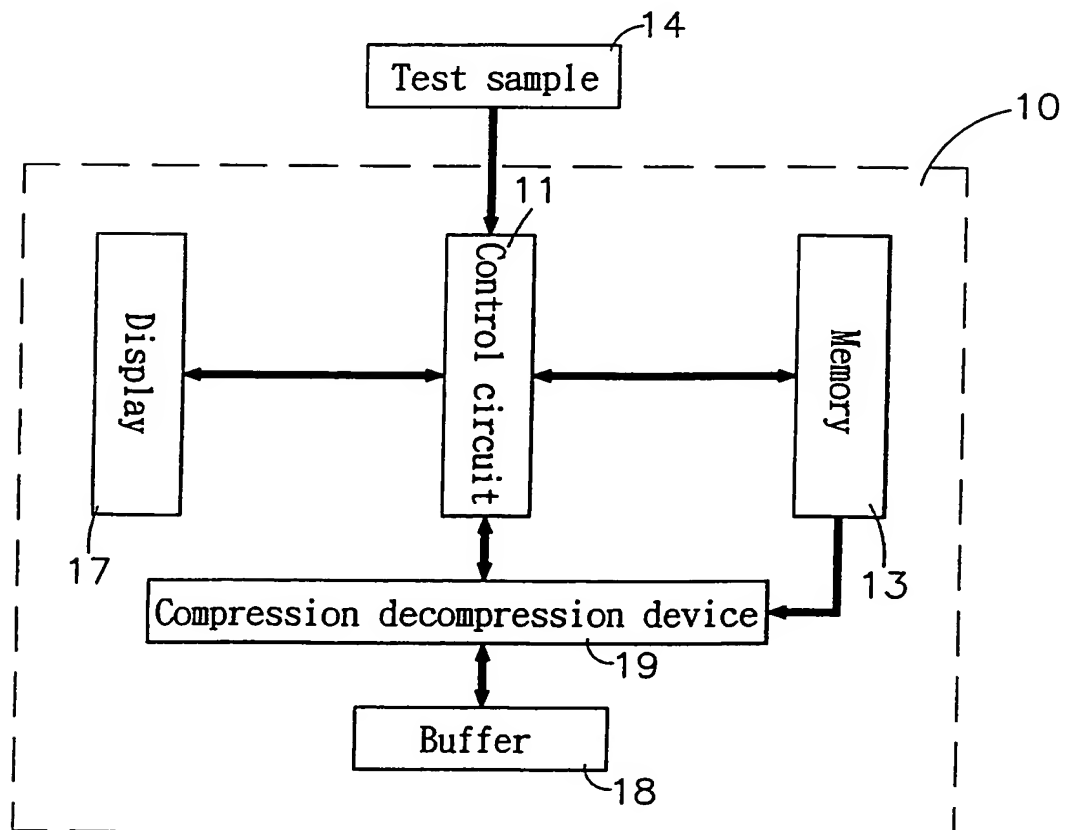 14
Test sample
10
11
Display
Control circuit
Memory
17
13
Compression decompression device
19
Buffer
18